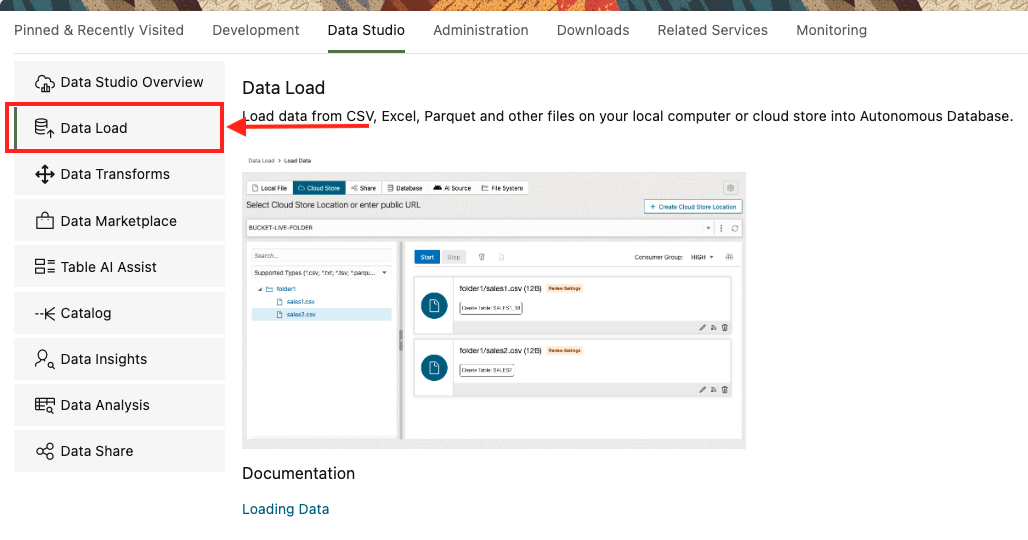 Pinned & Recently Visited Development Data Studio Administration Downloads Related Services Monitoring
Data Studio Overview
Data Load
Data Transforms
Data Marketplace
Table AI Assist
Catalog
Data Insights
Data Analysis
Data Share
Data Load
Load data from CSV, Excel, Parquet and other files on your local computer or cloud store into Autonomous Database.
Data Load > Load Data
Local File Cloud Store Share Database AI Source File System
Select Cloud Store Location or enter public URL
+ Create Cloud Store Location
BUCKET-LIVE-FOLDER
Search...
Supported Types (*.csv; *.txt; *.tsv; *.parqu...
folder1
sales1.csv
sales2.csv
Start Stop Consumer Group: HIGH
folder1/sales1.csv (12B) Review Settings
Create Table: SALES1_18
folder1/sales2.csv (12B) Review Settings
Create Table: SALES2
Documentation
Loading Data